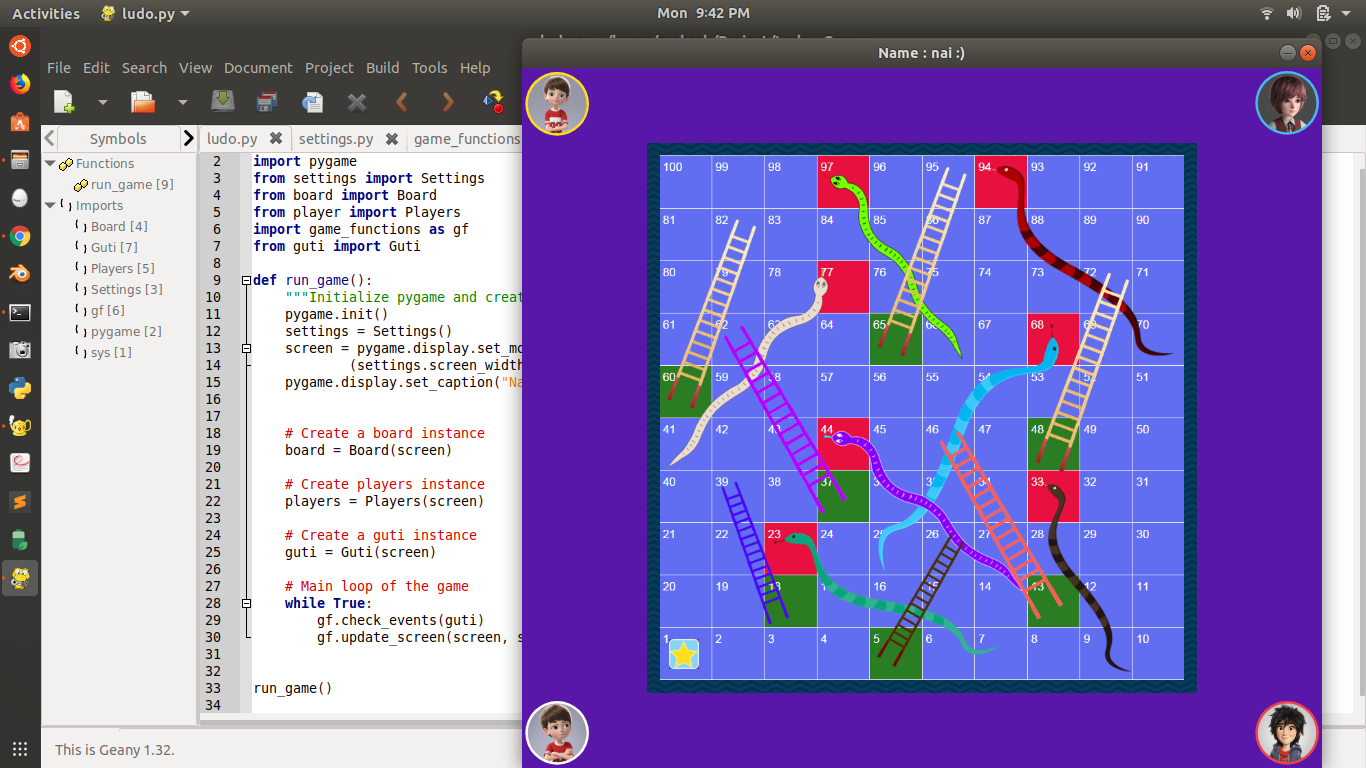 Activities ludo.py Mon 9:42 PM
Name : nai :)
File Edit Search View Document Project Build Tools Help
Symbols ludo.py settings.py game_functions
Functions
run_game [9]
Imports
Board [4]
Guti [7]
Players [5]
Settings [3]
gf [6]
pygame [2]
sys [1]
2 import pygame
3 from settings import Settings
4 from board import Board
5 from player import Players
6 import game_functions as gf
7 from guti import Guti
8
9 def run_game():
10 """Initialize pygame and creat
11 pygame.init()
12 settings = Settings()
13 screen = pygame.display.set_mo
14 (settings.screen_width
15 pygame.display.set_caption("Na
16
17
18 # Create a board instance
19 board = Board(screen)
20
21 # Create players instance
22 players = Players(screen)
23
24 # Create a guti instance
25 guti = Guti(screen)
26
27 # Main loop of the game
28 while True:
29 gf.check_events(guti)
30 gf.update_screen(screen, s
31
32
33 run_game()
34
This is Geany 1.32.
100 99 98 97 96 95 94 93 92 91
81 82 83 84 85 86 87 88 89 90
80 79 78 77 76 75 74 73 72 71
61 62 63 64 65 66 67 68 69 70
60 59 58 57 56 55 54 53 52 51
41 42 43 44 45 46 47 48 49 50
40 39 38 37 33 32 31
21 22 23 24 26 27 28 29 30
20 19 18 16 15 14 13 12 11
1 2 3 4 5 6 7 8 9 10